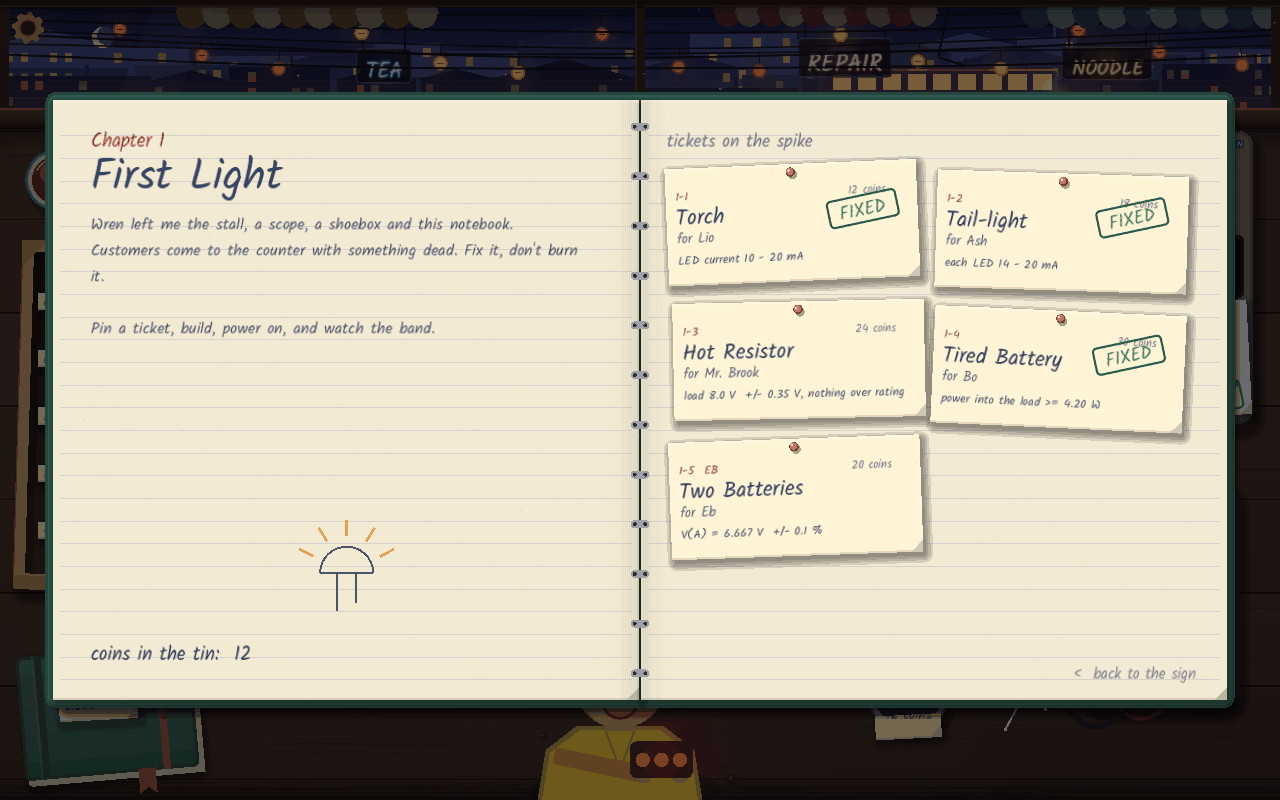 TEA
REPAIR
NOODLE
Chapter 1
First Light
Wren left me the stall, a scope, a shoebox and this notebook.
Customers come to the counter with something dead. Fix it, don't burn
it.
Pin a ticket, build, power on, and watch the band.
coins in the tin: 12
tickets on the spike
1-1
12 coins
FIXED
Torch
for Lio
LED current 10 - 20 mA
1-2
18 coins
FIXED
Tail-light
for Ash
each LED 14 - 20 mA
1-3
24 coins
Hot Resistor
for Mr. Brook
load 8.0 V +/- 0.35 V, nothing over rating
1-4
30 coins
FIXED
Tired Battery
for Bo
power into the load >= 4.20 W
1-5 EB
20 coins
Two Batteries
for Eb
V(A) = 6.667 V +/- 0.1 %
< back to the sign
12 coins